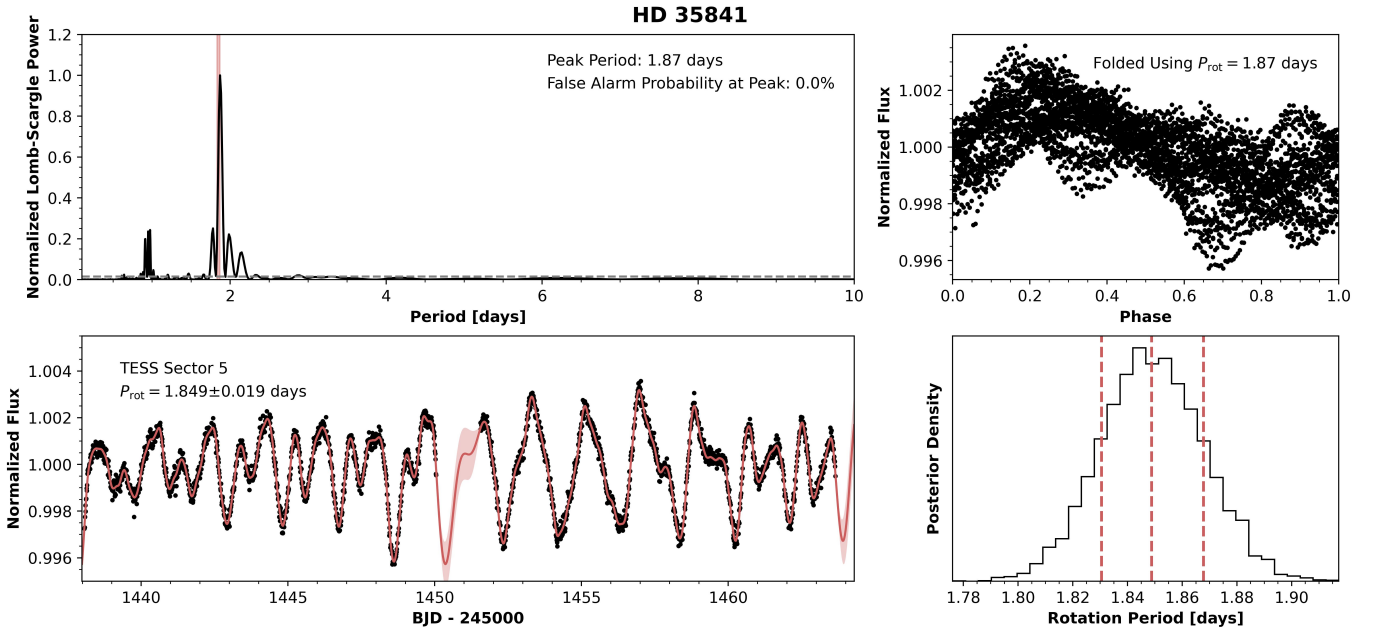 HD 35841
Normalized Lomb-Scargle Power
1.2
1.0
0.8
0.6
0.4
0.2
0.0
Peak Period: 1.87 days
False Alarm Probability at Peak: 0.0%
2
4
6
8
10
Period [days]
Normalized Flux
1.002
1.000
0.998
0.996
Folded Using P_rot = 1.87 days
0.0
0.2
0.4
0.6
0.8
1.0
Phase
Normalized Flux
1.004
1.002
1.000
0.998
0.996
TESS Sector 5
P_rot = 1.849±0.019 days
1440
1445
1450
1455
1460
BJD - 245000
Posterior Density
1.78
1.80
1.82
1.84
1.86
1.88
1.90
Rotation Period [days]